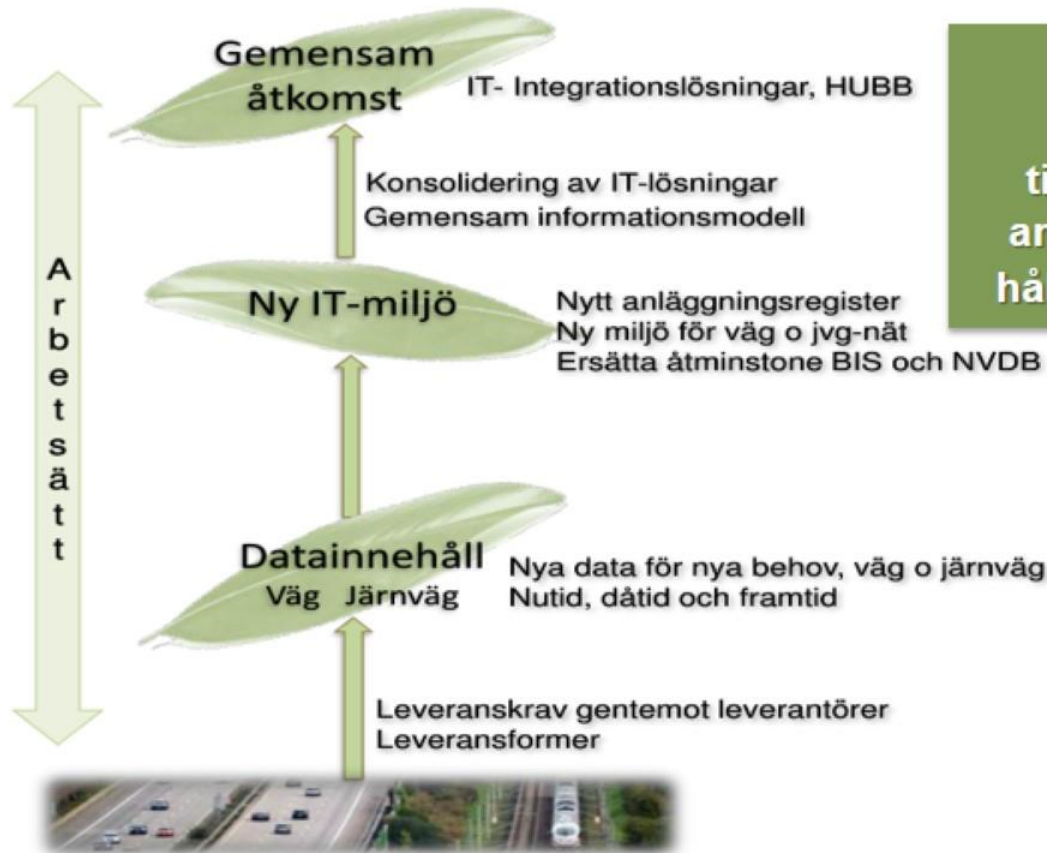 Gemensam
åtkomst
IT- Integrationslösningar, HUBB
Konsolidering av IT-lösningar
Gemensam informationsmodell
Arbetsätt
Ny IT-miljö
Nytt anläggningsregister
Ny miljö för väg o jvg-nät
Ersätta åtminstone BIS och NVDB
Datainnehåll
Väg Järnväg
Nya data för nya behov, väg o järnväg
Nutid, dåtid och framtid
Leveranskrav gentemot leverantörer
Leveransformer